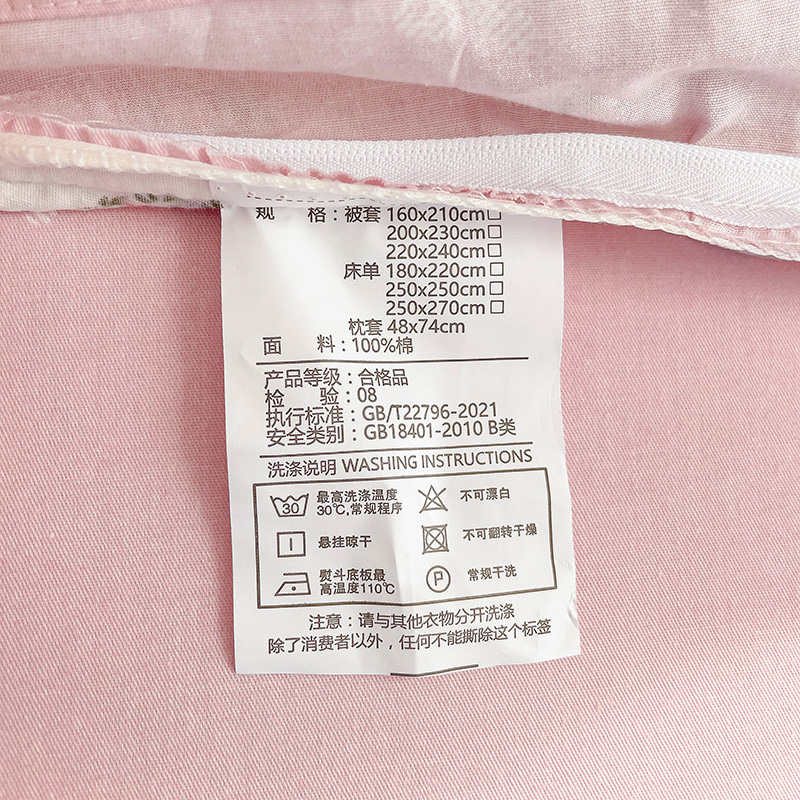 规 格：被套 160x210cm□
200x230cm□
220x240cm□
床单 180x220cm□
250x250cm□
250x270cm□
枕套 48x74cm
面 料：100%棉
产品等级：合格品
检 验：08
执行标准：GB/T22796-2021
安全类别：GB18401-2010 B类
洗涤说明 WASHING INSTRUCTIONS
30 最高洗涤温度 30℃,常规程序
不可漂白
悬挂晾干
不可翻转干燥
熨斗底板最高温度110℃
P 常规干洗
注意：请与其他衣物分开洗涤
除了消费者以外，任何不能撕除这个标签